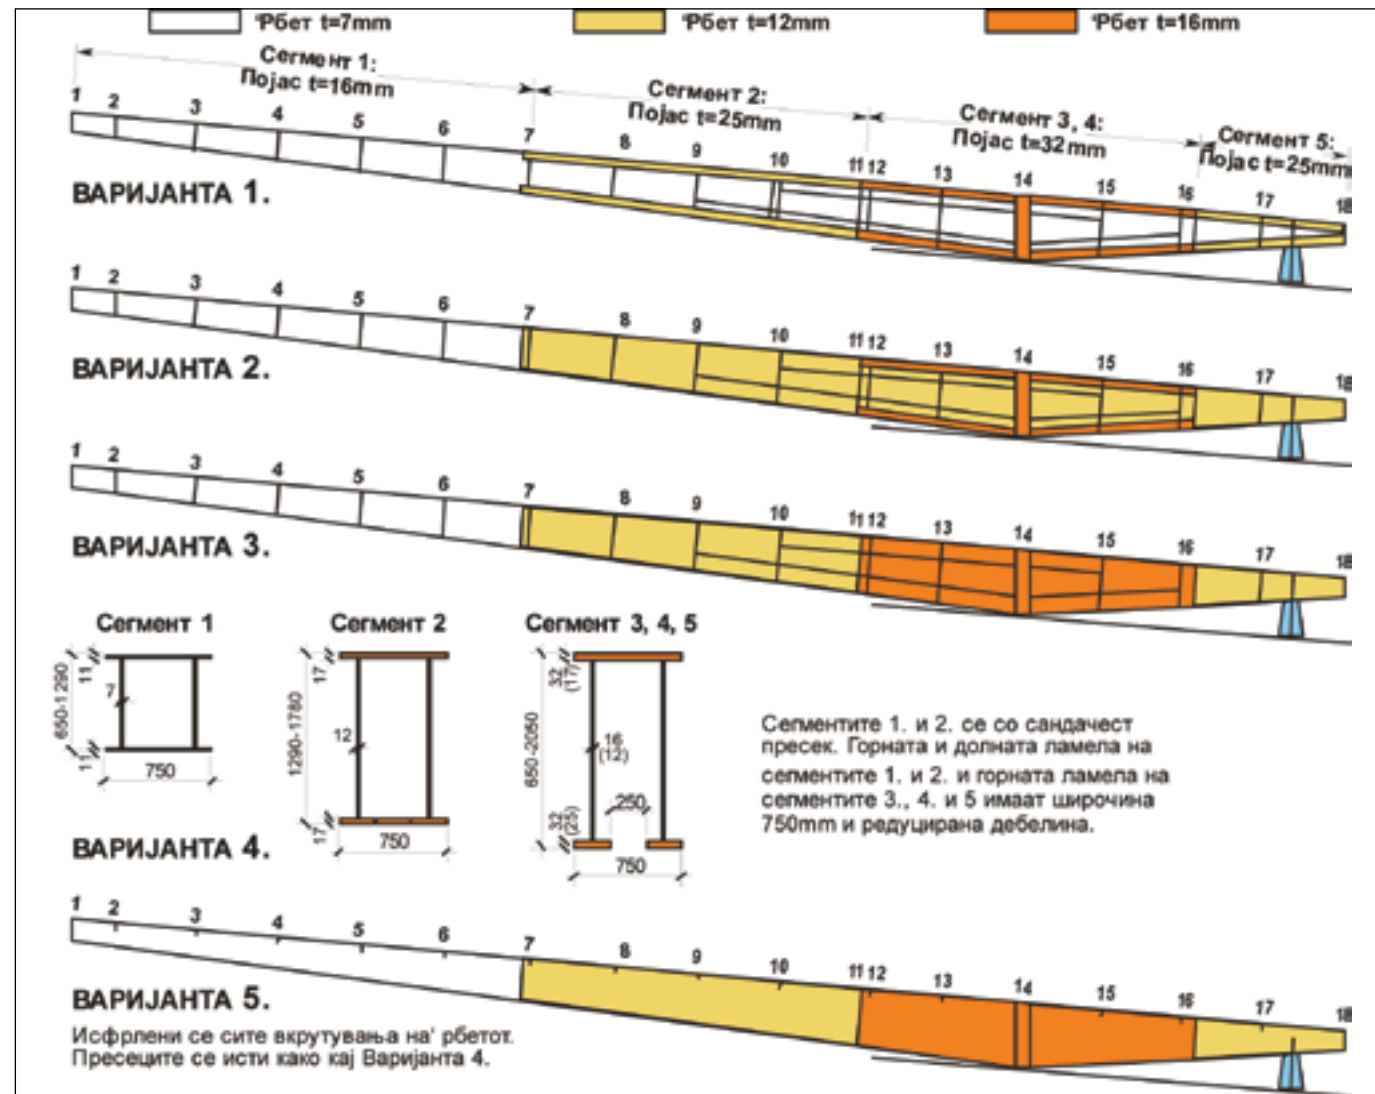 'Рбет t=7mm 'Рбет t=12mm 'Рбет t=16mm
Сегмент 1:
Појас t=16mm
Сегмент 2:
Појас t=25mm
Сегмент 3, 4:
Појас t=32mm
Сегмент 5:
Појас t=25mm
1 2 3 4 5 6 7 8 9 10 11 12 13 14 15 16 17 18
ВАРИЈАНТА 1.
1 2 3 4 5 6 7 8 9 10 11 12 13 14 15 16 17 18
ВАРИЈАНТА 2.
1 2 3 4 5 6 7 8 9 10 11 12 13 14 15 16 17 18
ВАРИЈАНТА 3.
Сегмент 1
650-1290
11
7
11
750
Сегмент 2
1290-1780
17
12
17
750
Сегмент 3, 4, 5
650-2050
32
(17)
16
(12)
250
32
(25)
750
Сегментите 1. и 2. се со сандачест
пресек. Горната и долната ламела на
сегментите 1. и 2. и горната ламела на
сегментите 3., 4. и 5 имаат широчина
750mm и редуцирана дебелина.
ВАРИЈАНТА 4.
1 2 3 4 5 6 7 8 9 10 11 12 13 14 15 16 17 18
ВАРИЈАНТА 5.
Исфрлени се сите вкрутувања на' рбетот.
Пресеците се исти како кај Варијанта 4.